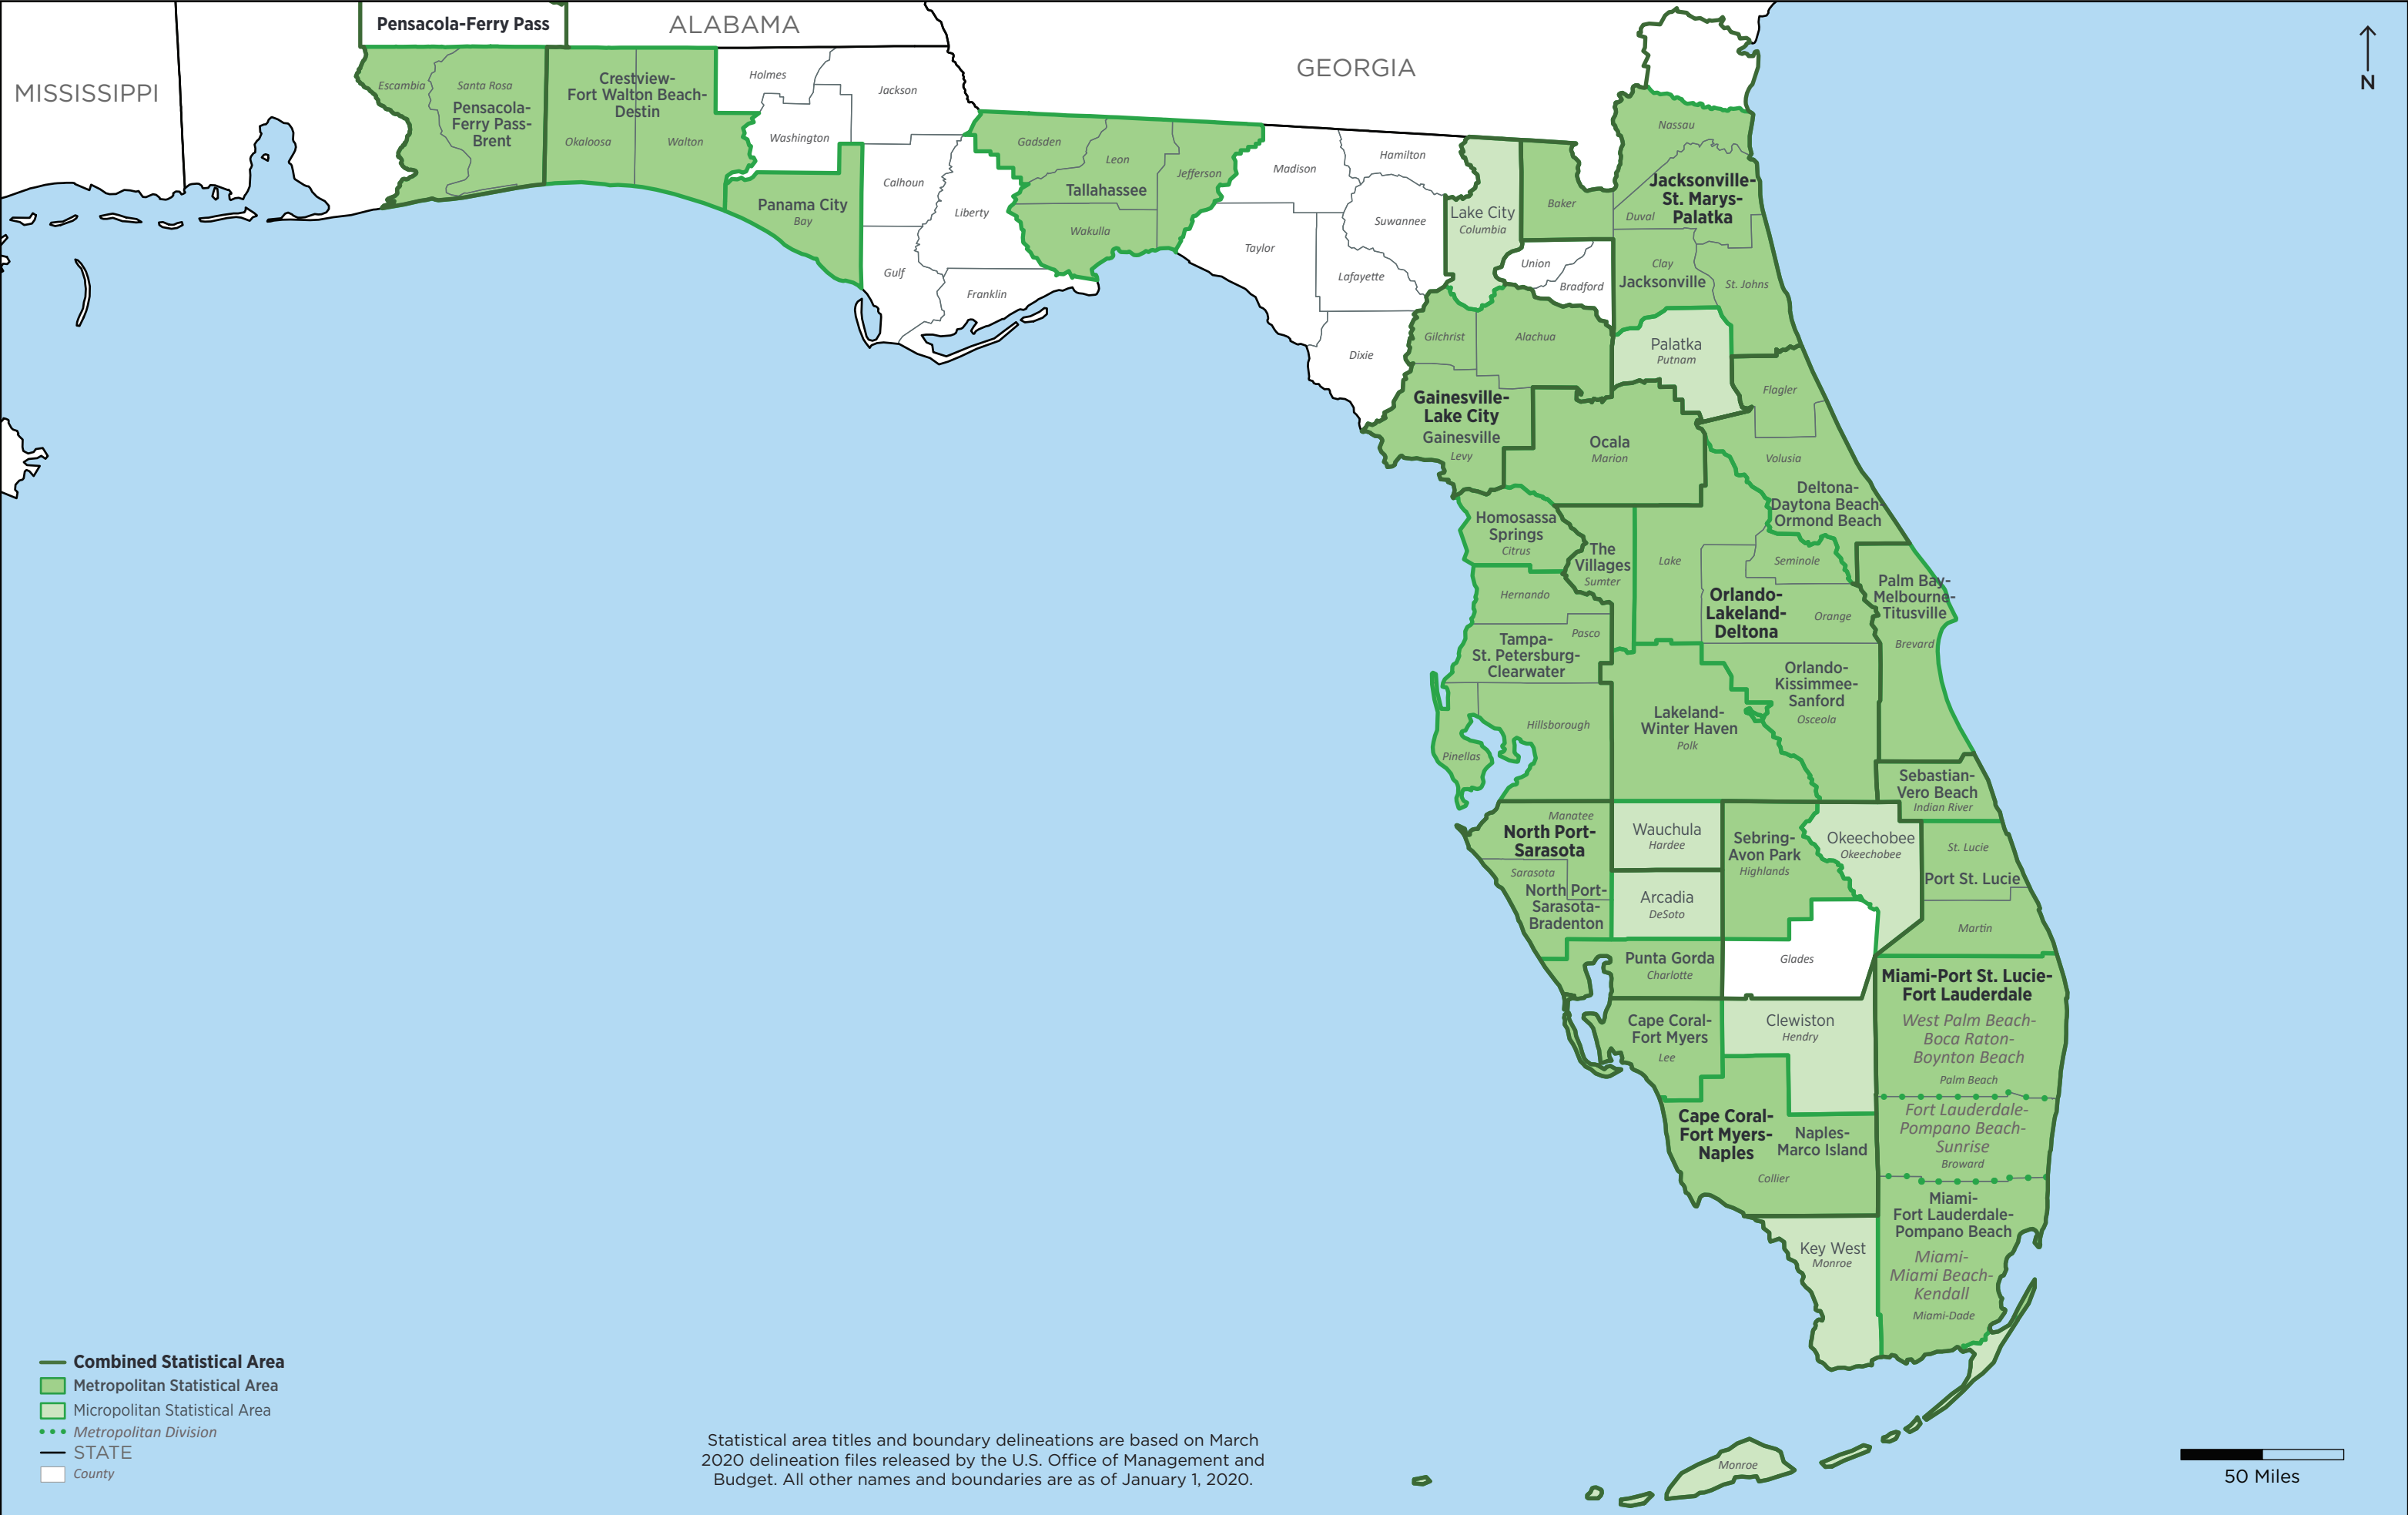 Pensacola-Ferry Pass
ALABAMA
GEORGIA
MISSISSIPPI
N
Escambia
Santa Rosa
Pensacola-
Ferry Pass-
Brent
Crestview-
Fort Walton Beach-
Destin
Okaloosa
Walton
Holmes
Jackson
Washington
Panama City
Bay
Calhoun
Liberty
Gulf
Franklin
Gadsden
Leon
Jefferson
Tallahassee
Wakulla
Madison
Hamilton
Taylor
Suwannee
Lafayette
Dixie
Lake City
Columbia
Baker
Union
Bradford
Nassau
Jacksonville-
St. Marys-
Palatka
Duval
Clay
Jacksonville
St. Johns
Gilchrist
Alachua
Palatka
Putnam
Flagler
Gainesville-
Lake City
Gainesville
Levy
Ocala
Marion
Volusia
Deltona-
Daytona Beach-
Ormond Beach
Homosassa
Springs
Citrus
The
Villages
Sumter
Lake
Seminole
Hernando
Orlando-
Lakeland-
Deltona
Orange
Palm Bay-
Melbourne-
Titusville
Brevard
Pasco
Tampa-
St. Petersburg-
Clearwater
Orlando-
Kissimmee-
Sanford
Osceola
Hillsborough
Pinellas
Lakeland-
Winter Haven
Polk
Sebastian-
Vero Beach
Indian River
Manatee
North Port-
Sarasota
Sarasota
North Port-
Sarasota-
Bradenton
Wauchula
Hardee
Sebring-
Avon Park
Highlands
Okeechobee
Okeechobee
St. Lucie
Port St. Lucie
Martin
Arcadia
DeSoto
Punta Gorda
Charlotte
Glades
Miami-Port St. Lucie-
Fort Lauderdale
West Palm Beach-
Boca Raton-
Boynton Beach
Palm Beach
Cape Coral-
Fort Myers
Lee
Clewiston
Hendry
Fort Lauderdale-
Pompano Beach-
Sunrise
Broward
Cape Coral-
Fort Myers-
Naples
Naples-
Marco Island
Collier
Miami-
Fort Lauderdale-
Pompano Beach
Miami-
Miami Beach-
Kendall
Miami-Dade
Key West
Monroe
Monroe
Combined Statistical Area
Metropolitan Statistical Area
Micropolitan Statistical Area
Metropolitan Division
STATE
County
Statistical area titles and boundary delineations are based on March
2020 delineation files released by the U.S. Office of Management and
Budget. All other names and boundaries are as of January 1, 2020.
50 Miles